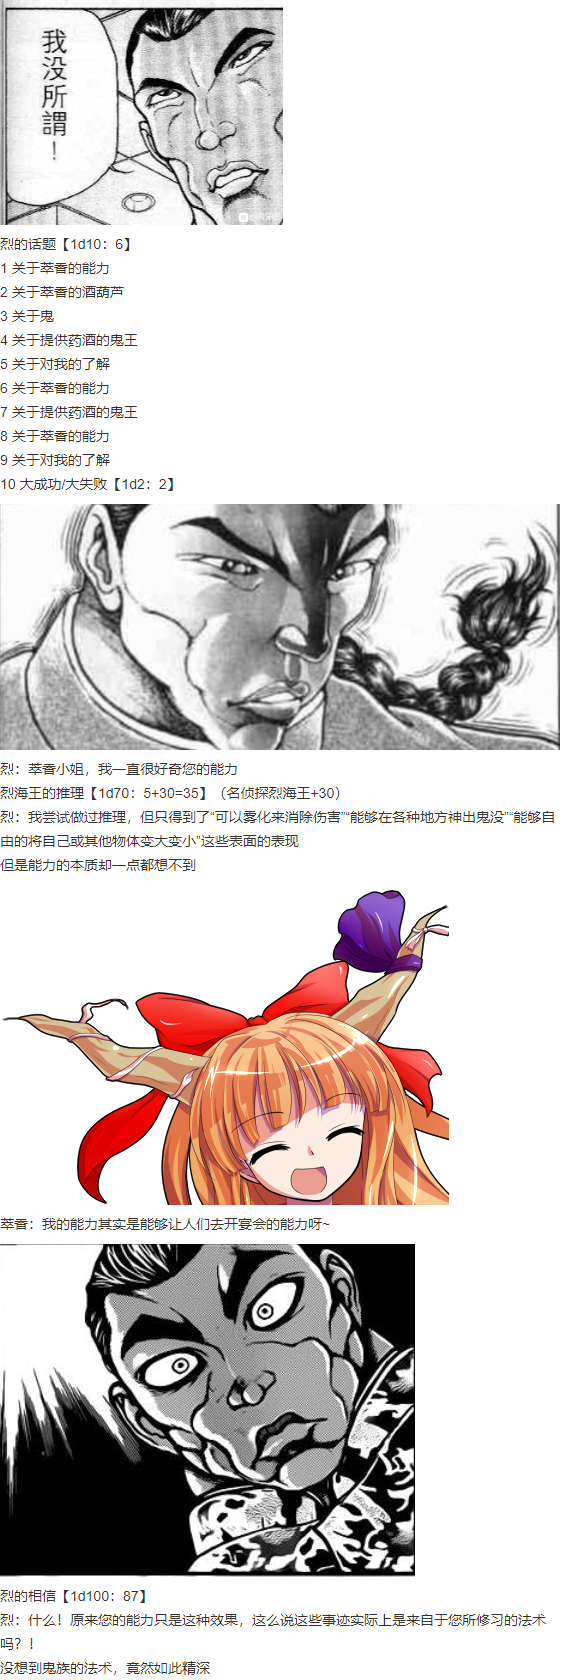 我没所謂！
烈的话题【1d10：6】
1 关于萃香的能力
2 关于萃香的酒葫芦
3 关于鬼
4 关于提供药酒的鬼王
5 关于对我的了解
6 关于萃香的能力
7 关于提供药酒的鬼王
8 关于萃香的能力
9 关于对我的了解
10 大成功/大失败【1d2：2】
烈：萃香小姐，我一直很好奇您的能力
烈海王的推理【1d70：5+30=35】（名侦探烈海王+30）
烈：我尝试做过推理，但只得到了“可以雾化来消除伤害”“能够在各种地方神出鬼没”“能够自
由的将自己或其他物体变大变小”这些表面的表现
但是能力的本质却一点都想不到
萃香：我的能力其实是能够让人们去开宴会的能力呀~
烈的相信【1d100：87】
烈：什么！原来您的能力只是这种效果，这么说这些事迹实际上是来自于您所修习的法术
吗？！
没想到鬼族的法术，竟然如此精深